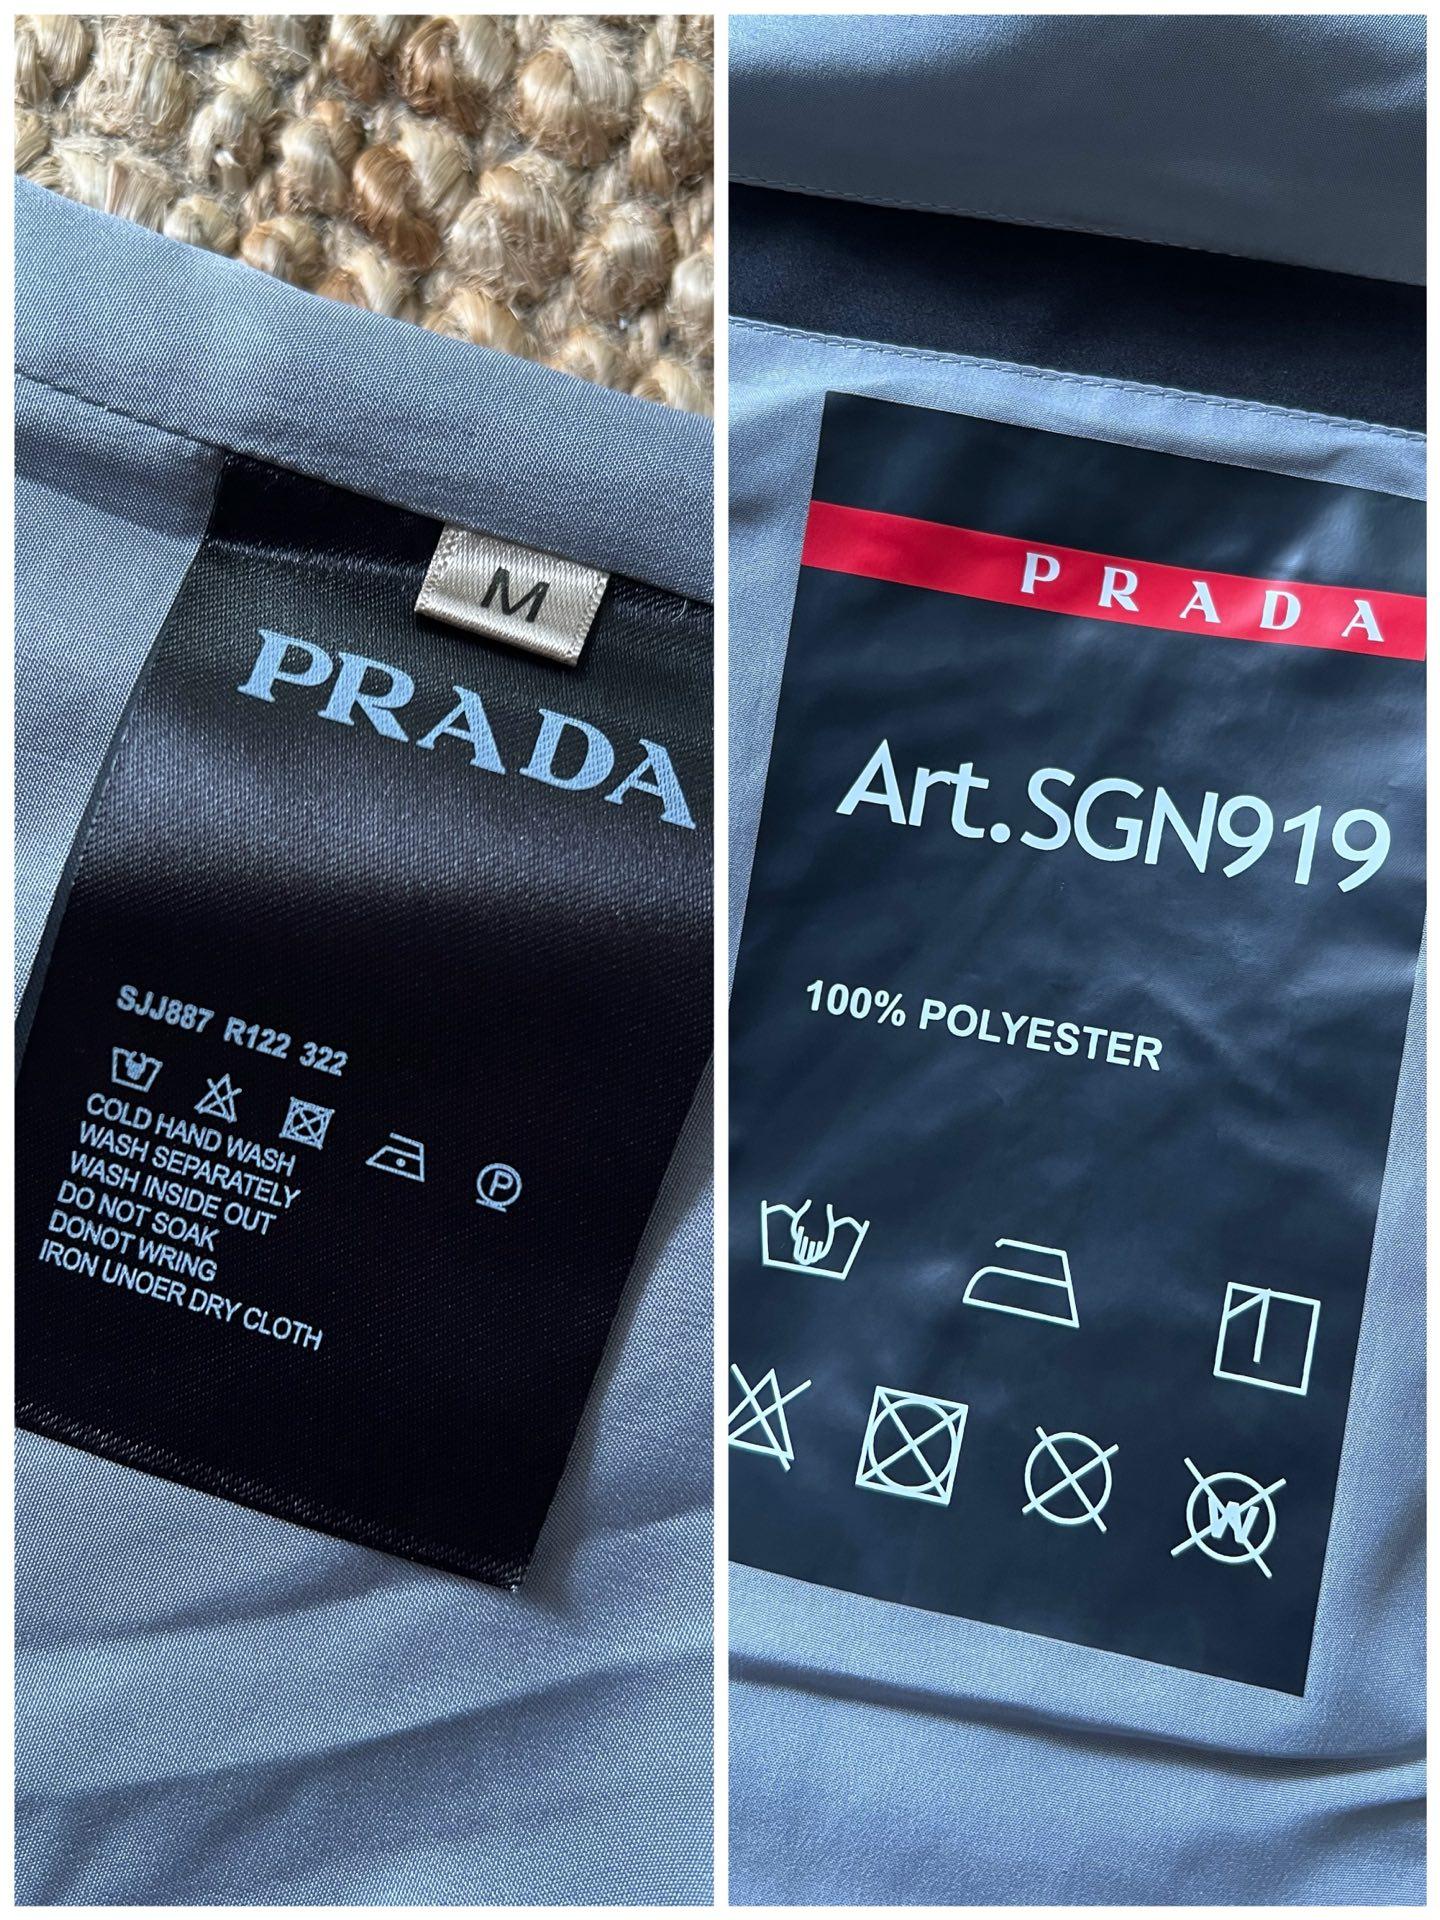 M
PRADA
SJJ887 R122 322
P
COLD HAND WASH
WASH SEPARATELY
WASH INSIDE OUT
DO NOT SOAK
DONOT WRING
IRON UNOER DRY CLOTH
PRADA
Art.SGN919
100% POLYESTER
W